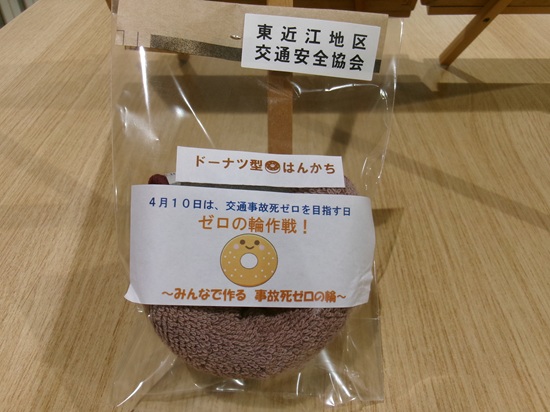 東近江地区
交通安全協会
ドーナツ型はんかち
4月10日は、交通事故死ゼロを目指す日
ゼロの輪作戦！
～みんなで作る 事故死ゼロの輪～